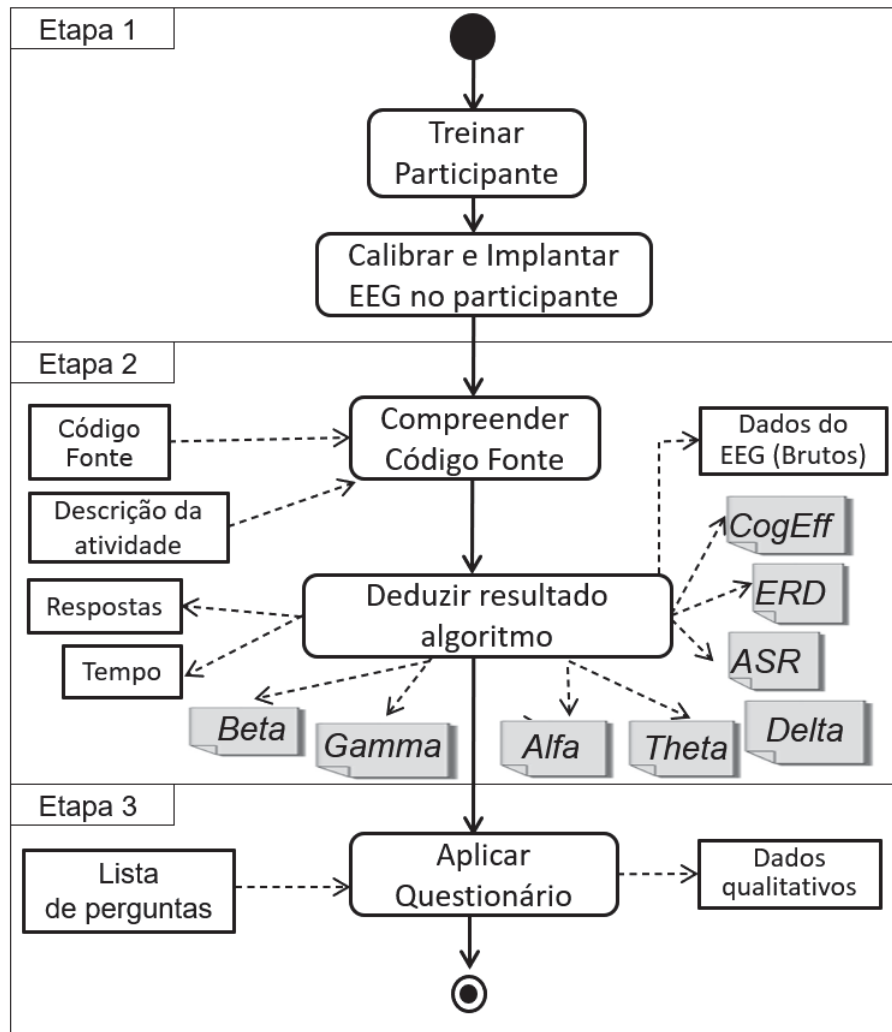 Etapa 1
Treinar
Participante
Calibrar e Implantar
EEG no participante
Etapa 2
Código
Fonte
Compreender
Código Fonte
Dados do
EEG (Brutos)
Descrição da
atividade
CogEff
Respostas
Deduzir resultado
algoritmo
ERD
Tempo
ASR
Beta
Gamma
Alfa
Theta
Delta
Etapa 3
Lista
de perguntas
Aplicar
Questionário
Dados
qualitativos